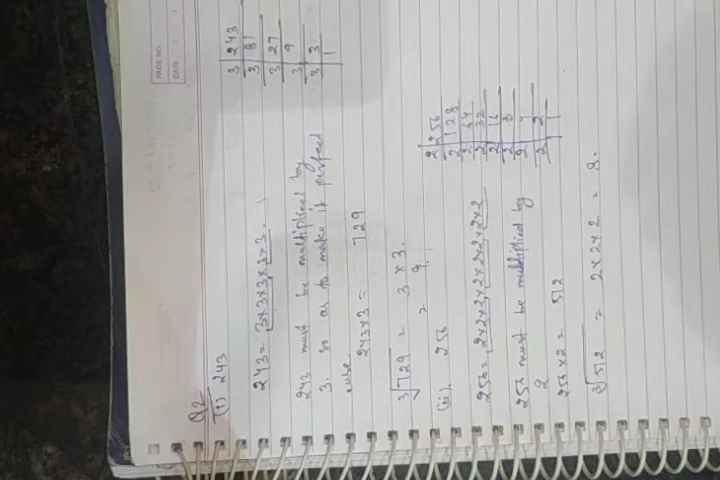 PAGE NO.
DATE / /
Q2
(i) 243
3 243
3 81
3 27
3 9
3 3
1
243 = 3×3×3×3×3.
243 must be multiplied by
3. so as to make it perfect
cube.
243×3 = 729
∛729 = 3×3.
= 9.
(ii) 256
2 256
2 128
2 64
2 32
2 16
2 8
2 4
2 2
1
256= 2×2×2×2×2×2×2×2
256 must be multiplied by
2
256×2 = 512
∛512 = 2×2×2 = 8.